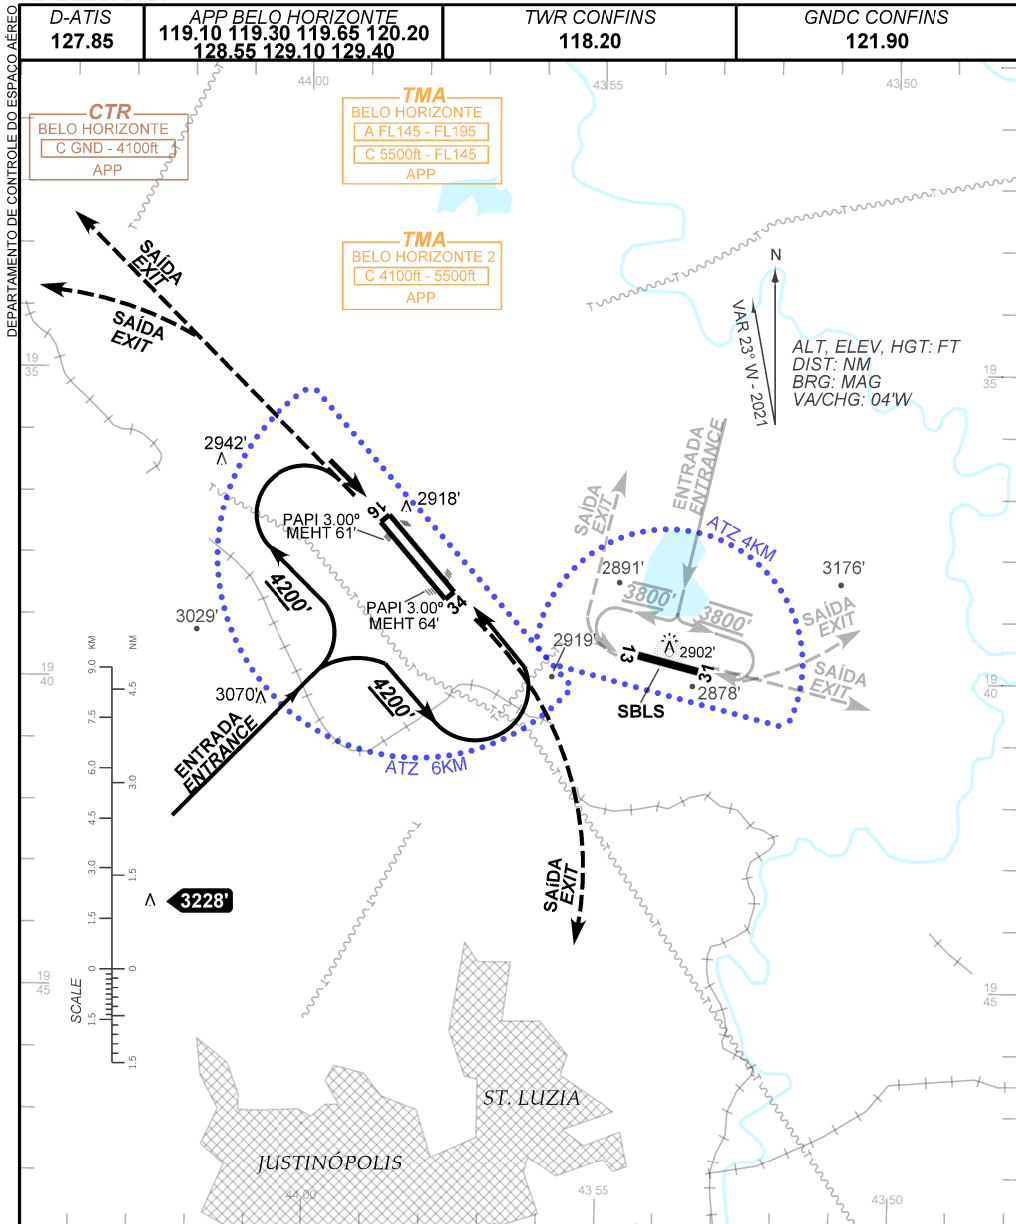 DEPARTAMENTO DE CONTROLE DO ESPAÇO AÉREO
D-ATIS
127.85
APP BELO HORIZONTE
119.10 119.30 119.65 120.20
128.55 129.10 129.40
TWR CONFINS
118.20
GNDC CONFINS
121.90
44 00
43 55
43 50
CTR
BELO HORIZONTE
C GND - 4100ft
APP
TMA
BELO HORIZONTE
A FL145 - FL195
C 5500ft - FL145
APP
TMA
BELO HORIZONTE 2
C 4100ft - 5500ft
APP
SAÍDA
EXIT
SAÍDA
EXIT
N
VAR 23° W - 2021
ALT, ELEV, HGT: FT
DIST: NM
BRG: MAG
VA/CHG: 04'W
19
35
19
35
2942'
2918'
16
PAPI 3.00º
MEHT 61'
4200'
PAPI 3.00º
MEHT 64'
34
3029'
ENTRADA
ENTRANCE
SAÍDA
EXIT
ATZ 4KM
2891'
3176'
3800'
3800'
SAÍDA
EXIT
2919'
13
2902'
31
2878'
SBLS
SAÍDA
EXIT
19
40
19
40
3070'
4200'
ENTRADA
ENTRANCE
ATZ 6KM
KM
NM
9.0
7.5
6.0
4.5
3.0
1.5
0
1.5
4.5
3.0
1.5
0
1.5
SCALE
3228'
SAÍDA
EXIT
19
45
19
45
ST. LUZIA
JUSTINÓPOLIS
44 00
43 55
43 50